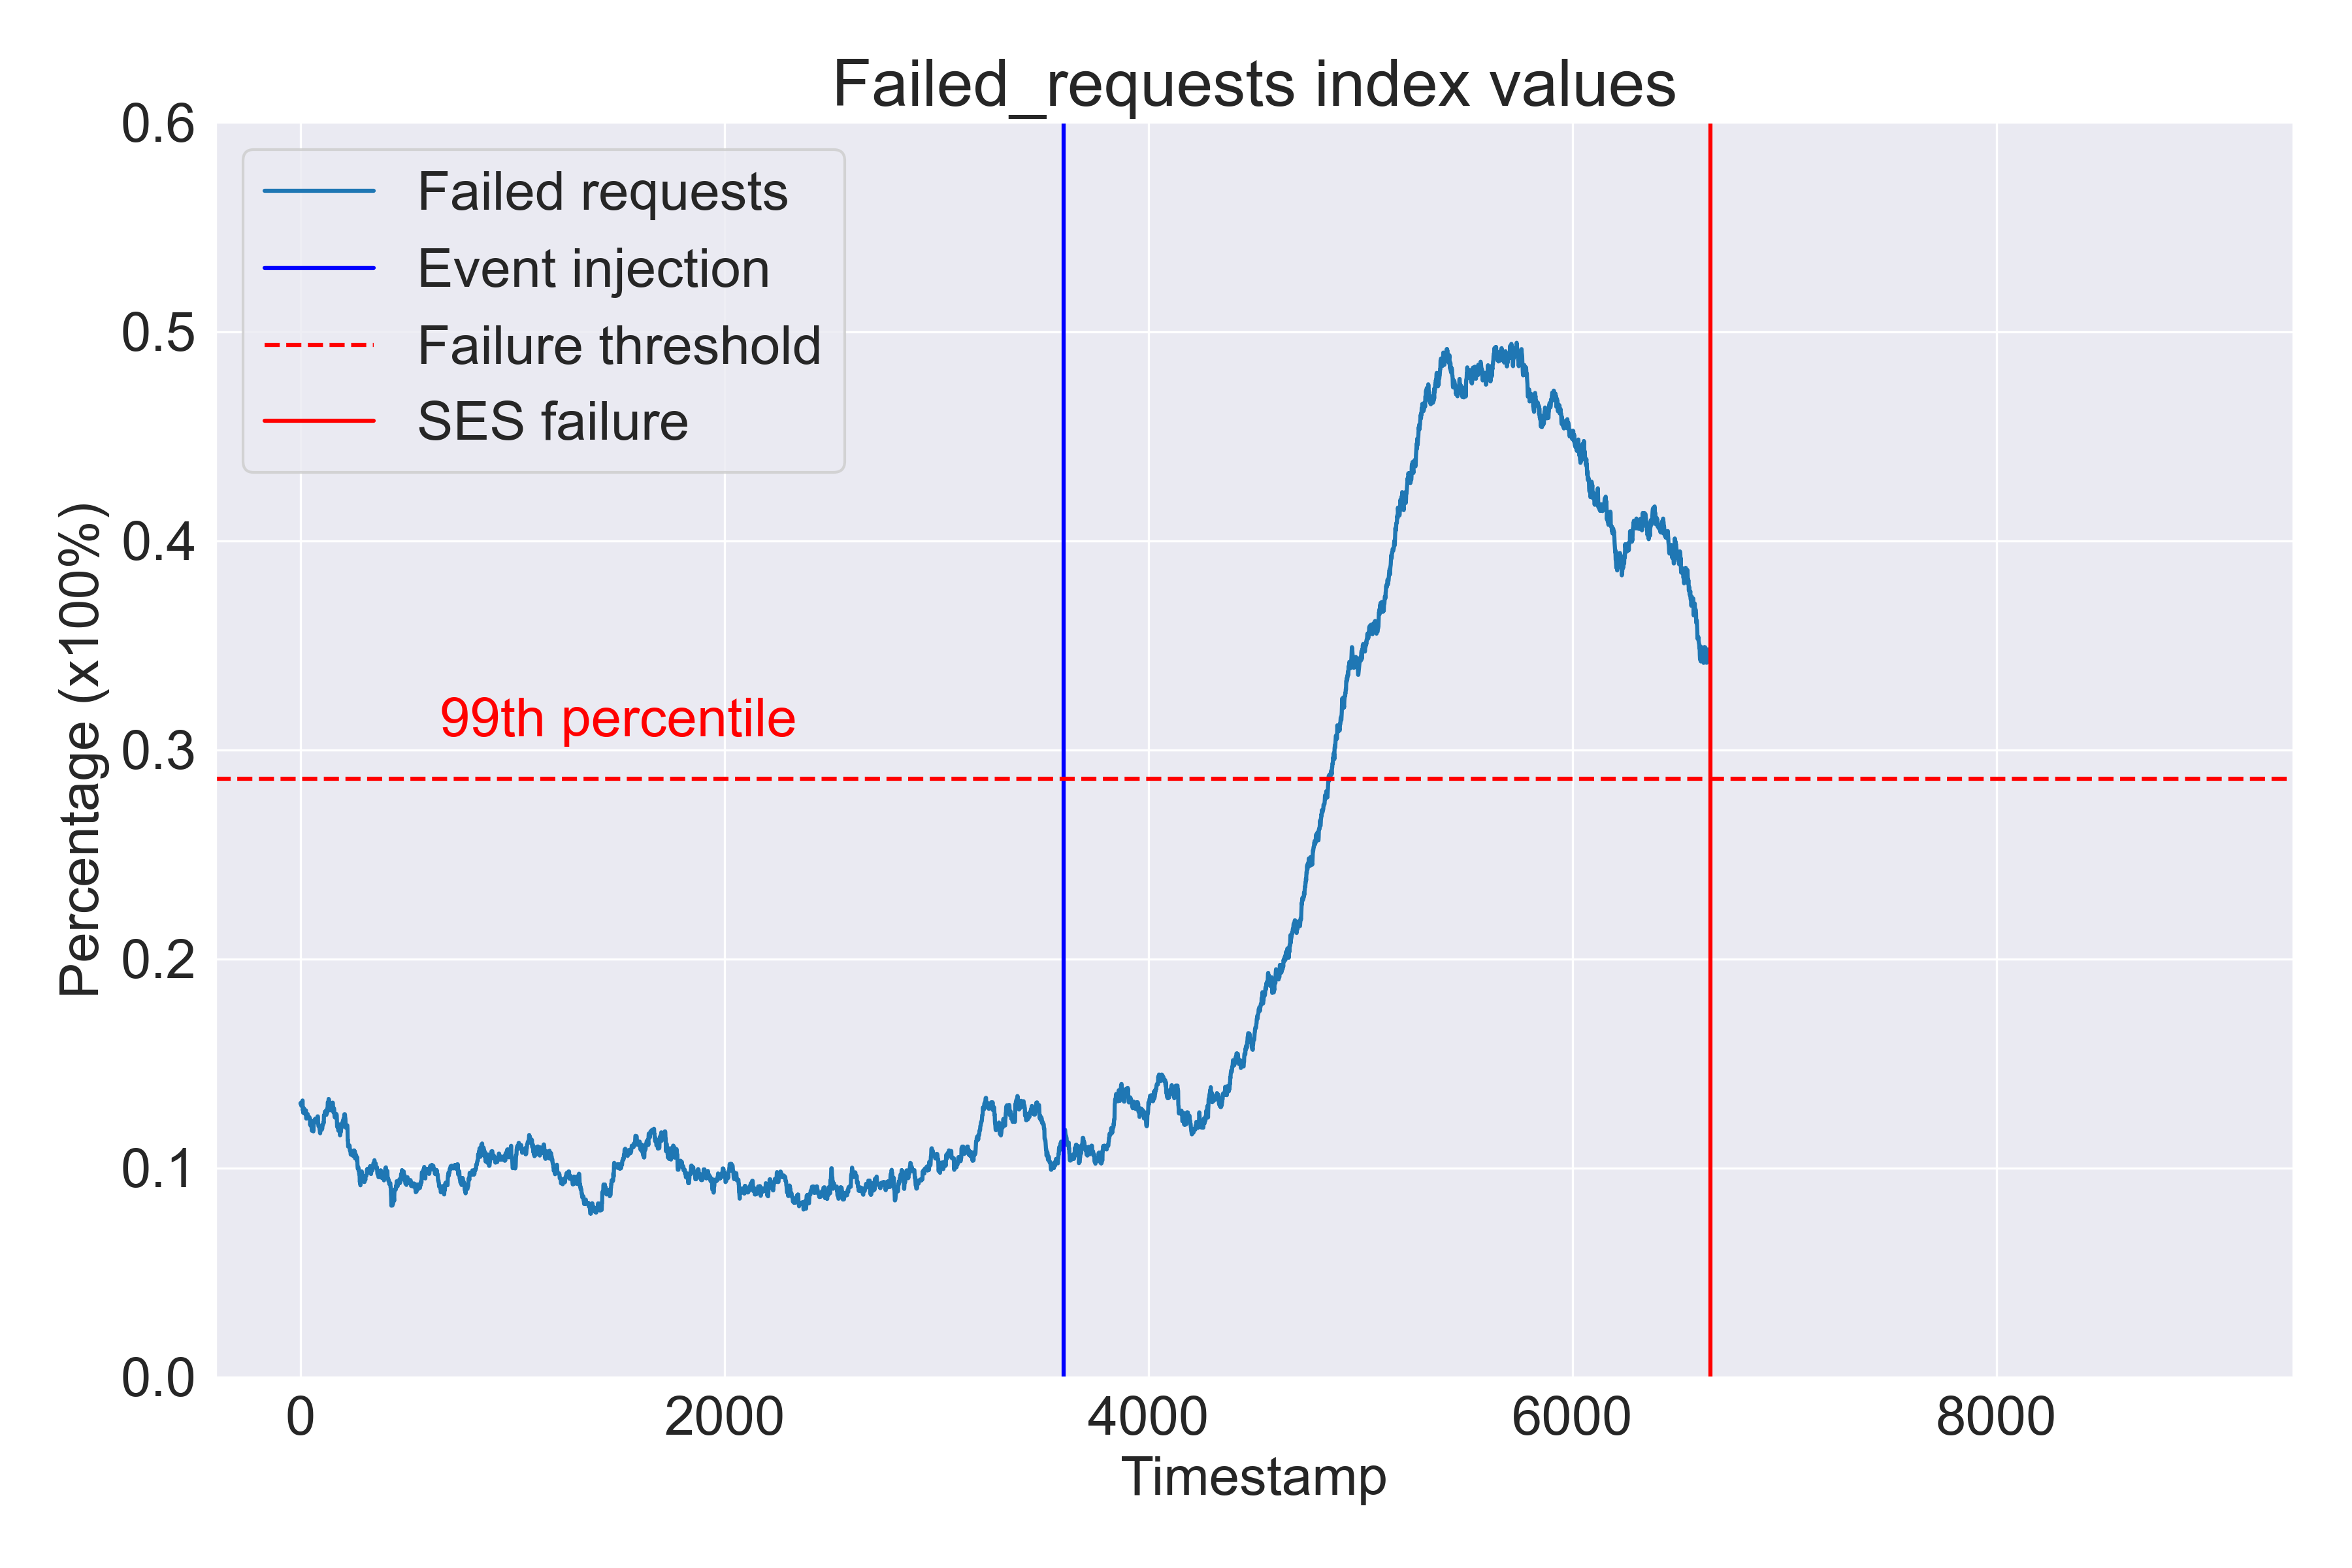 Failed_requests index values
0.6
0.5
0.4
0.3
0.2
0.1
0.0
Percentage (x100%)
Failed requests
Event injection
Failure threshold
SES failure
99th percentile
0 2000 4000 6000 8000
Timestamp